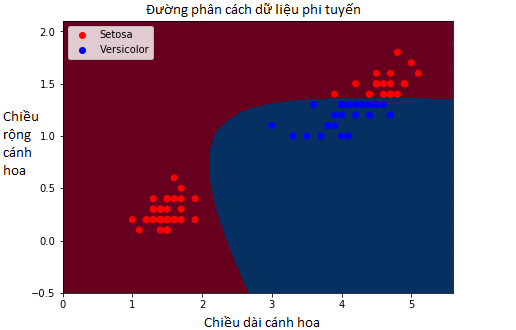 Đường phân cách dữ liệu phi tuyến
Setosa
Versicolor
2.0
1.5
1.0
0.5
0.0
−0.5
Chiều
rộng
cánh
hoa
0 1 2 3 4 5
Chiều dài cánh hoa